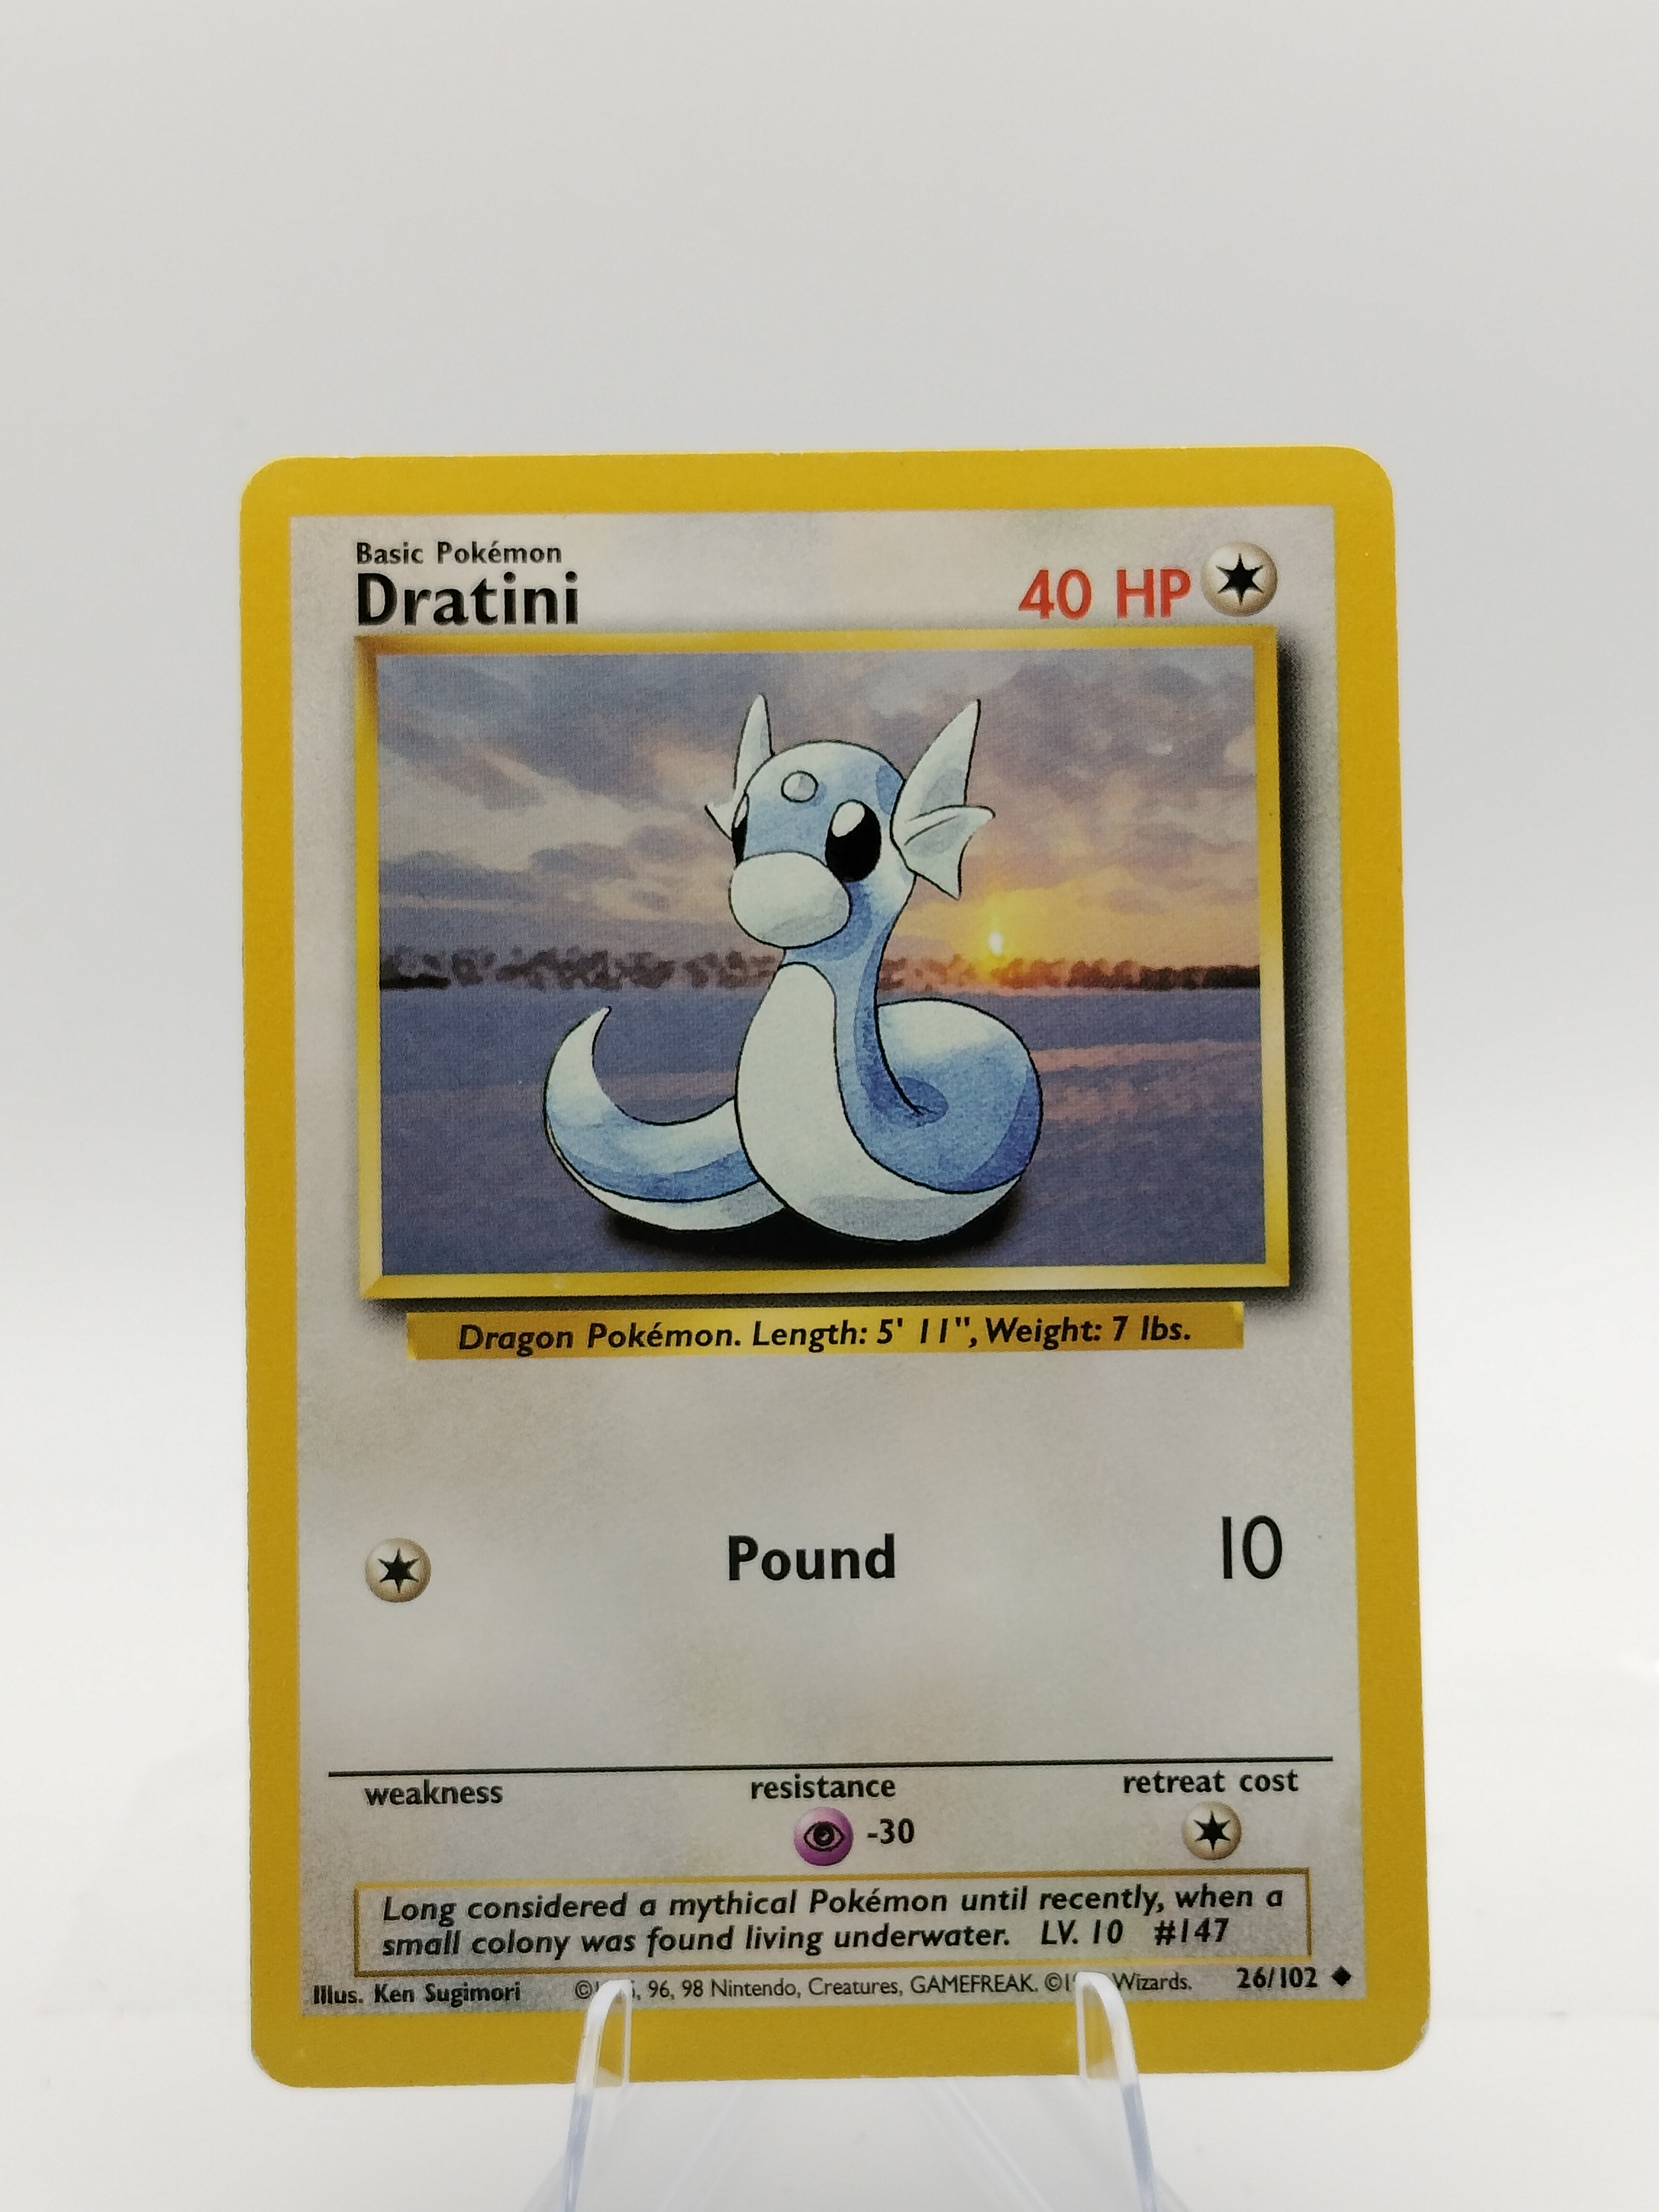 Basic Pokémon
Dratini
40 HP
Dragon Pokémon. Length: 5' 11", Weight: 7 lbs.
Pound 10
weakness resistance retreat cost
-30
Long considered a mythical Pokémon until recently, when a
small colony was found living underwater. LV. 10 #147
Illus. Ken Sugimori 96, 98 Nintendo, Creatures, GAMEFREAK. Wizards. 26/102